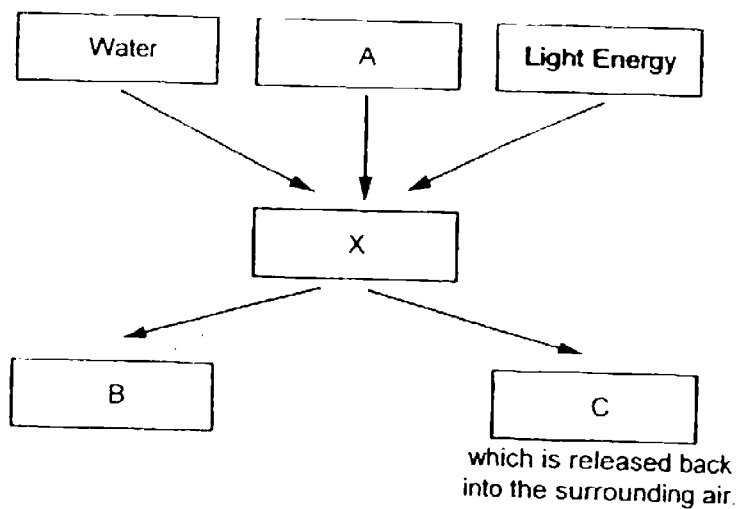 Water
A
Light Energy
X
B
C
which is released back
into the surrounding air.